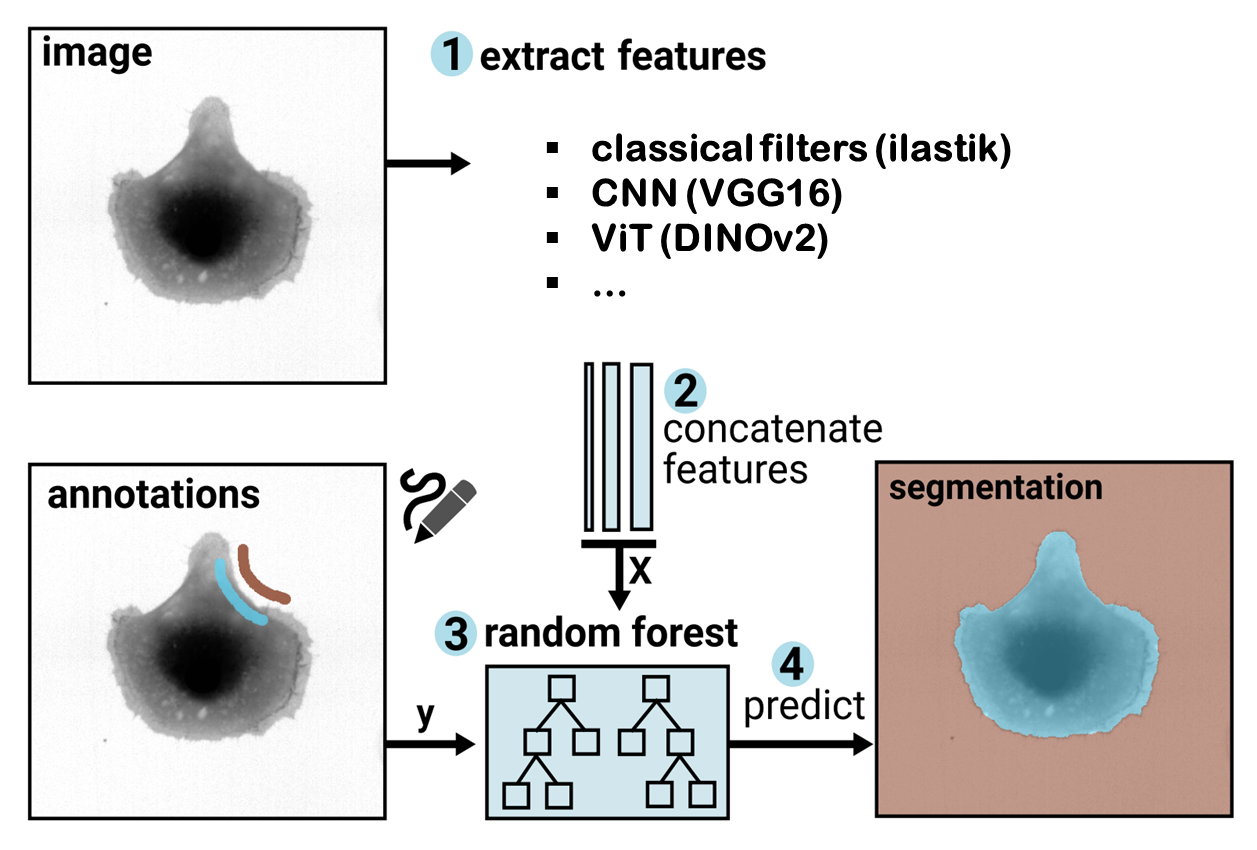 image
1 extract features
▪ classical filters (ilastik)
▪ CNN (VGG16)
▪ ViT (DINOv2)
▪ ...
2
concatenate
features
annotations
segmentation
X
3 random forest
4
predict
y